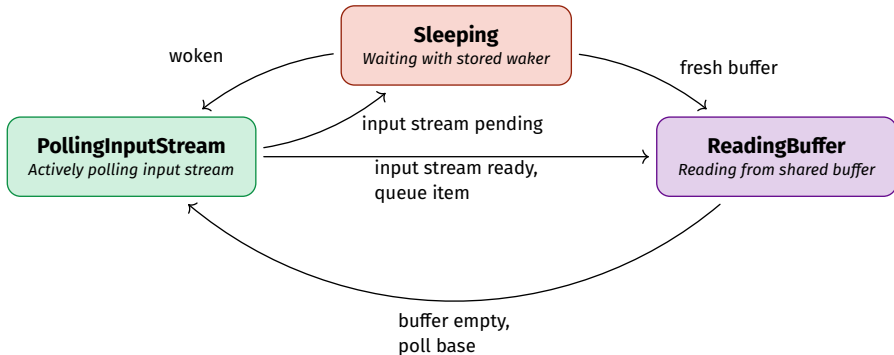 Sleeping
Waiting with stored waker
woken
fresh buffer
input stream pending
PollingInputStream
Actively polling input stream
ReadingBuffer
Reading from shared buffer
input stream ready,
queue item
buffer empty,
poll base